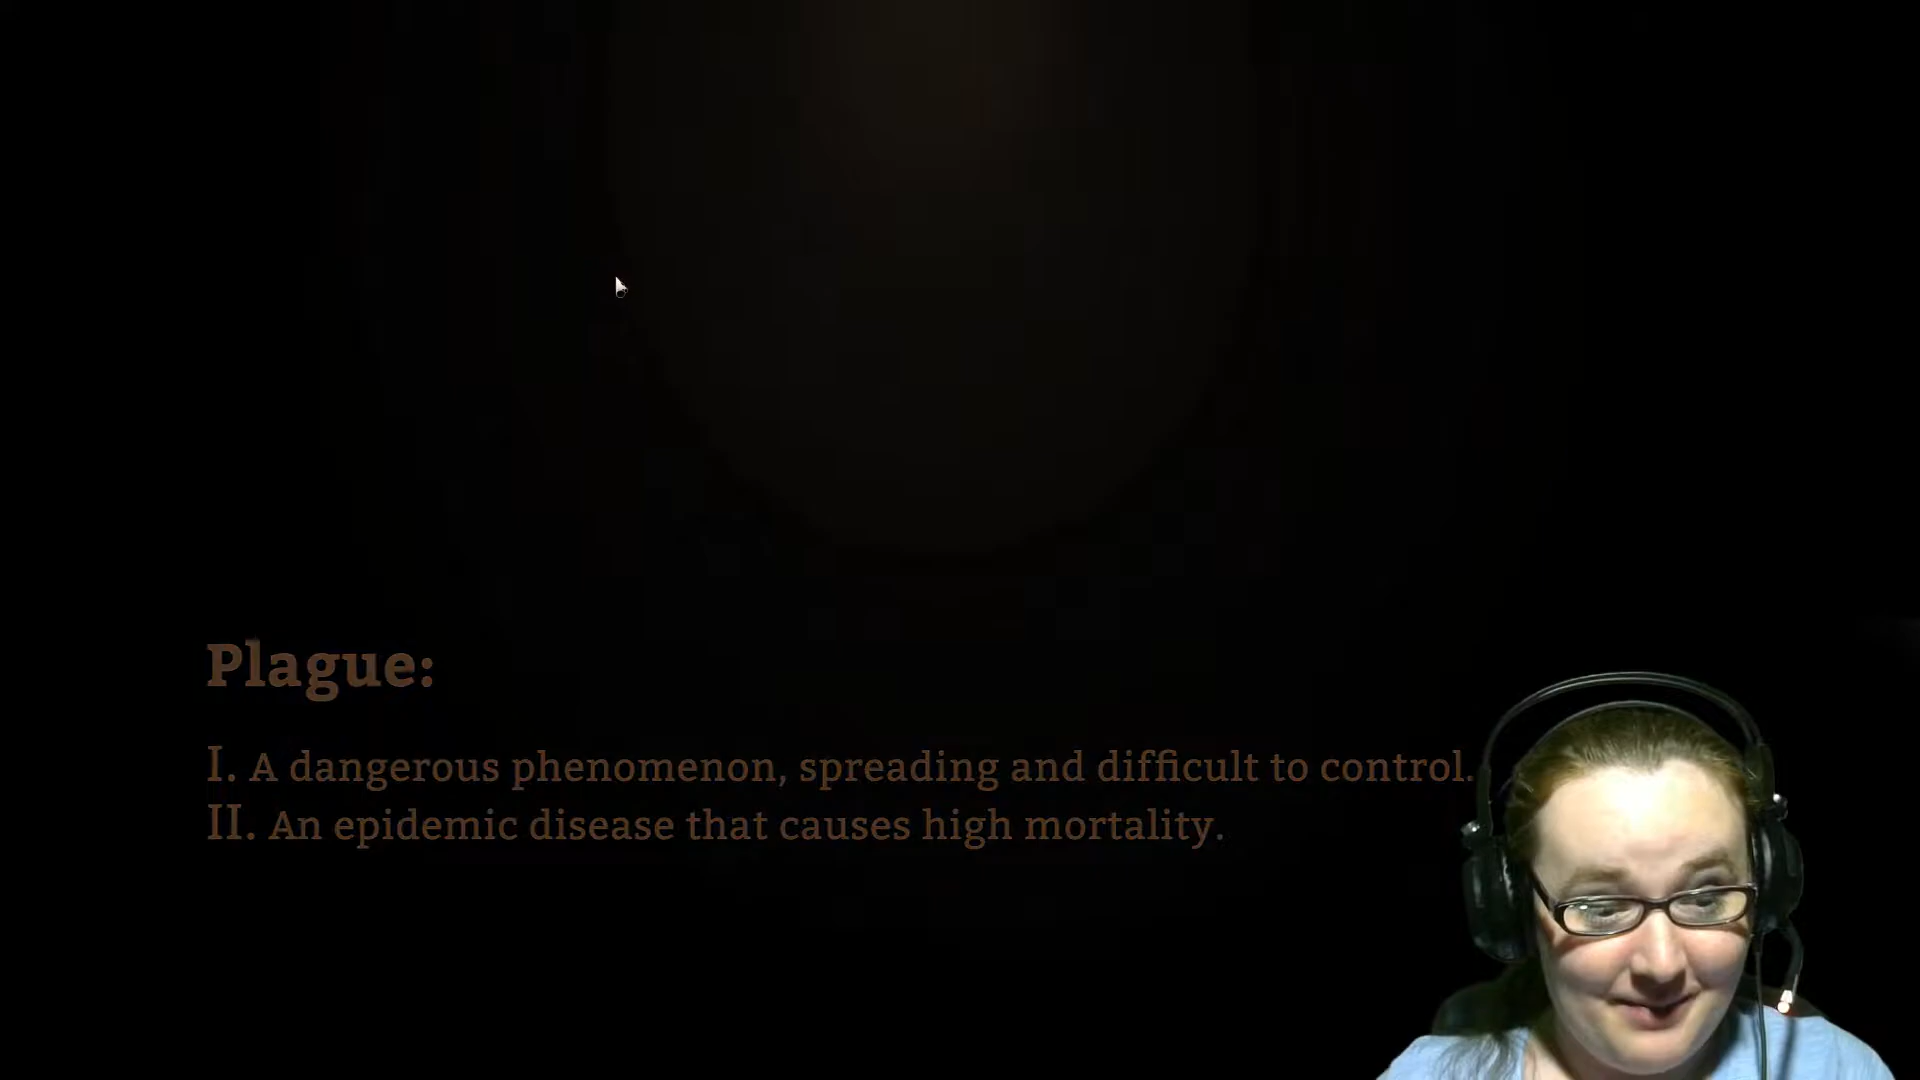 Plague:
I. A dangerous phenomenon, spreading and difficult to control.
II. An epidemic disease that causes high mortality.